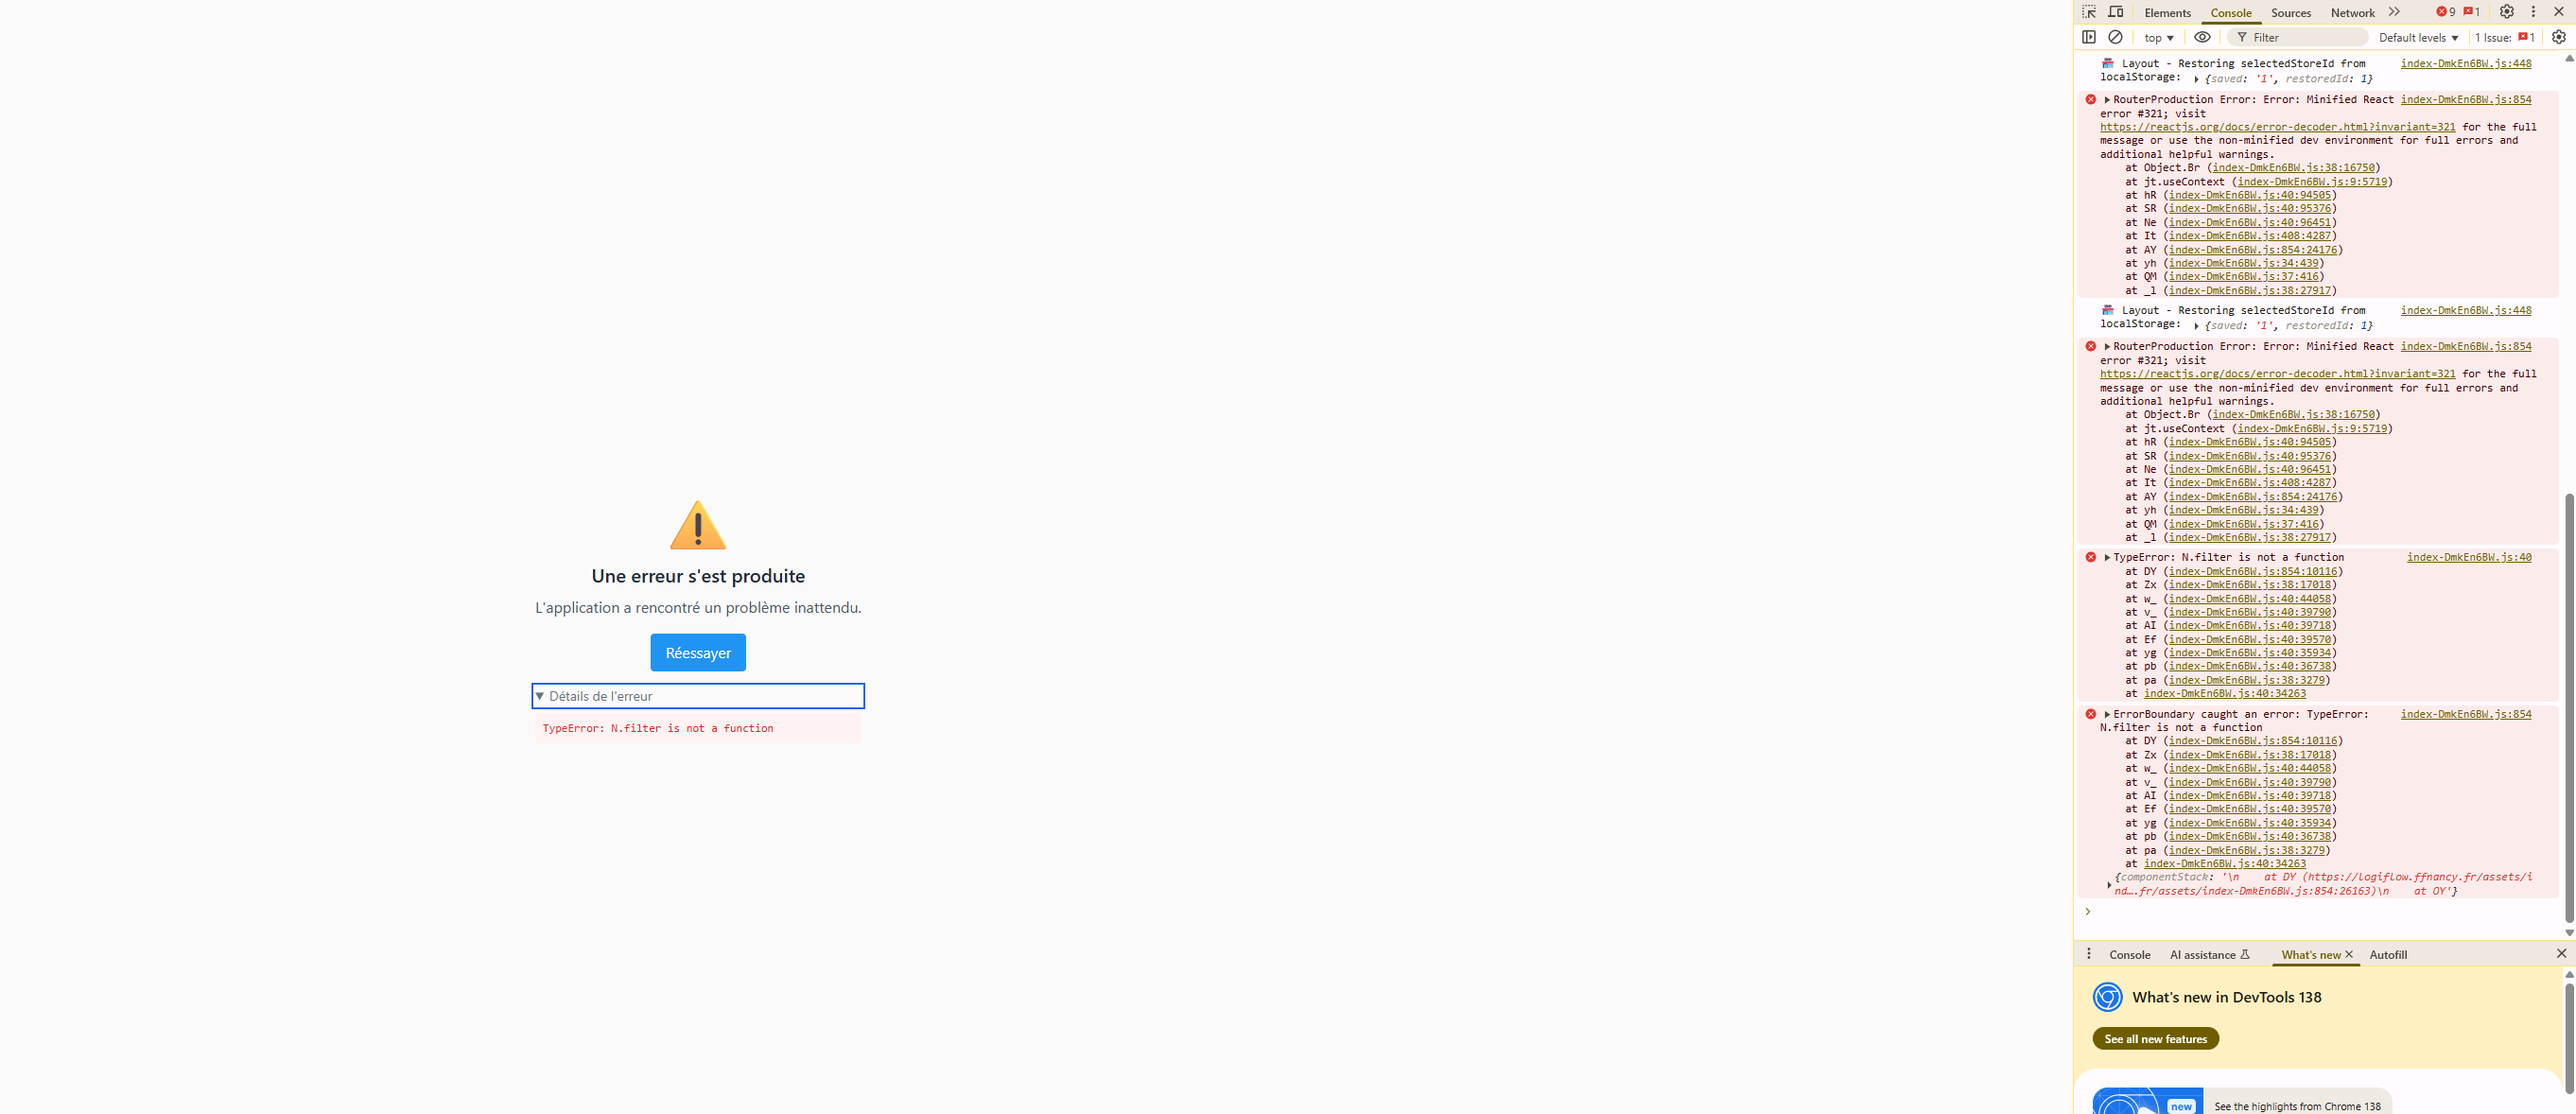 Une erreur s'est produite
L'application a rencontré un problème inattendu.
Réessayer
Détails de l'erreur
TypeError: N.filter is not a function
Elements Console Sources Network 9 1
top Filter Default levels 1 Issue: 1
Layout - Restoring selectedStoreId from index-DmkEn6BW.js:448
localStorage: {saved: '1', restoredId: 1}
RouterProduction Error: Error: Minified React index-DmkEn6BW.js:854
error #321; visit
https://reactjs.org/docs/error-decoder.html?invariant=321 for the full
message or use the non-minified dev environment for full errors and
additional helpful warnings.
at Object.Br (index-DmkEn6BW.js:38:16750)
at jt.useContext (index-DmkEn6BW.js:9:5719)
at hR (index-DmkEn6BW.js:40:94505)
at SR (index-DmkEn6BW.js:40:95376)
at Ne (index-DmkEn6BW.js:40:96451)
at It (index-DmkEn6BW.js:408:4287)
at AY (index-DmkEn6BW.js:854:24176)
at yh (index-DmkEn6BW.js:34:439)
at QM (index-DmkEn6BW.js:37:416)
at _l (index-DmkEn6BW.js:38:27917)
Layout - Restoring selectedStoreId from index-DmkEn6BW.js:448
localStorage: {saved: '1', restoredId: 1}
RouterProduction Error: Error: Minified React index-DmkEn6BW.js:854
error #321; visit
https://reactjs.org/docs/error-decoder.html?invariant=321 for the full
message or use the non-minified dev environment for full errors and
additional helpful warnings.
at Object.Br (index-DmkEn6BW.js:38:16750)
at jt.useContext (index-DmkEn6BW.js:9:5719)
at hR (index-DmkEn6BW.js:40:94505)
at SR (index-DmkEn6BW.js:40:95376)
at Ne (index-DmkEn6BW.js:40:96451)
at It (index-DmkEn6BW.js:408:4287)
at AY (index-DmkEn6BW.js:854:24176)
at yh (index-DmkEn6BW.js:34:439)
at QM (index-DmkEn6BW.js:37:416)
at _l (index-DmkEn6BW.js:38:27917)
TypeError: N.filter is not a function index-DmkEn6BW.js:40
at DY (index-DmkEn6BW.js:854:10116)
at Zx (index-DmkEn6BW.js:38:17018)
at w_ (index-DmkEn6BW.js:40:44058)
at v_ (index-DmkEn6BW.js:40:39790)
at AI (index-DmkEn6BW.js:40:39718)
at Ef (index-DmkEn6BW.js:40:39570)
at yg (index-DmkEn6BW.js:40:35934)
at pb (index-DmkEn6BW.js:40:36738)
at pa (index-DmkEn6BW.js:38:3279)
at index-DmkEn6BW.js:40:34263
ErrorBoundary caught an error: TypeError: index-DmkEn6BW.js:854
N.filter is not a function
at DY (index-DmkEn6BW.js:854:10116)
at Zx (index-DmkEn6BW.js:38:17018)
at w_ (index-DmkEn6BW.js:40:44058)
at v_ (index-DmkEn6BW.js:40:39790)
at AI (index-DmkEn6BW.js:40:39718)
at Ef (index-DmkEn6BW.js:40:39570)
at yg (index-DmkEn6BW.js:40:35934)
at pb (index-DmkEn6BW.js:40:36738)
at pa (index-DmkEn6BW.js:38:3279)
at index-DmkEn6BW.js:40:34263
{componentStack: '\n    at DY (https://logiflow.ffnancy.fr/assets/i
nd….fr/assets/index-DmkEn6BW.js:854:26163)\n    at OY'}
Console AI assistance What's new Autofill
What's new in DevTools 138
See all new features
new See the highlights from Chrome 138